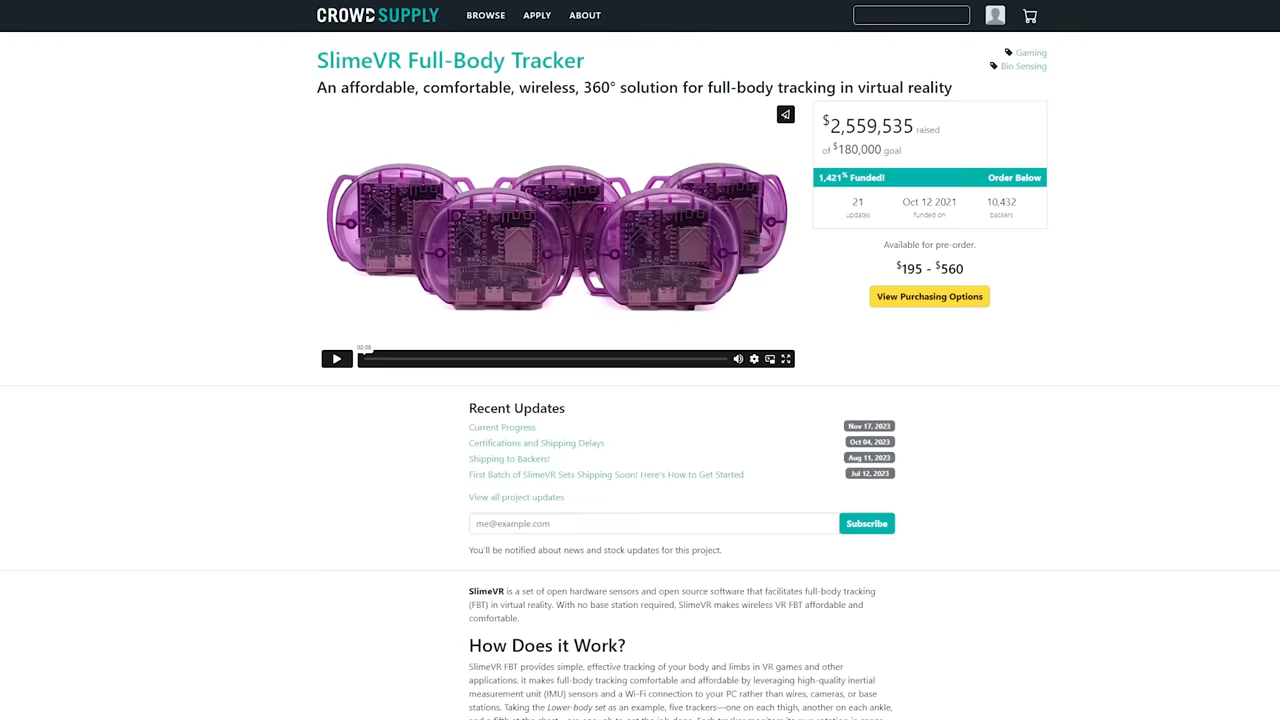 CROWD SUPPLY BROWSE APPLY ABOUT
SlimeVR Full-Body Tracker
Gaming
Bio Sensing
An affordable, comfortable, wireless, 360° solution for full-body tracking in virtual reality
$2,559,535 raised
of $180,000 goal
1,421% Funded! Order Below
21 Oct 12 2021 10,432
updates funded on backers
Available for pre-order.
$195 - $560
View Purchasing Options
02:08
Recent Updates
Current Progress Nov 17, 2023
Certifications and Shipping Delays Oct 04, 2023
Shipping to Backers! Aug 11, 2023
First Batch of SlimeVR Sets Shipping Soon! Here's How to Get Started Jul 12, 2023
View all project updates
me@example.com Subscribe
You'll be notified about news and stock updates for this project.
SlimeVR is a set of open hardware sensors and open source software that facilitates full-body tracking
(FBT) in virtual reality. With no base station required, SlimeVR makes wireless VR FBT affordable and
comfortable.
How Does it Work?
SlimeVR FBT provides simple, effective tracking of your body and limbs in VR games and other
applications. it makes full-body tracking comfortable and affordable by leveraging high-quality inertial
measurement unit (IMU) sensors and a Wi-Fi connection to your PC rather than wires, cameras, or base
stations. Taking the Lower-body set as an example, five trackers—one on each thigh, another on each ankle,